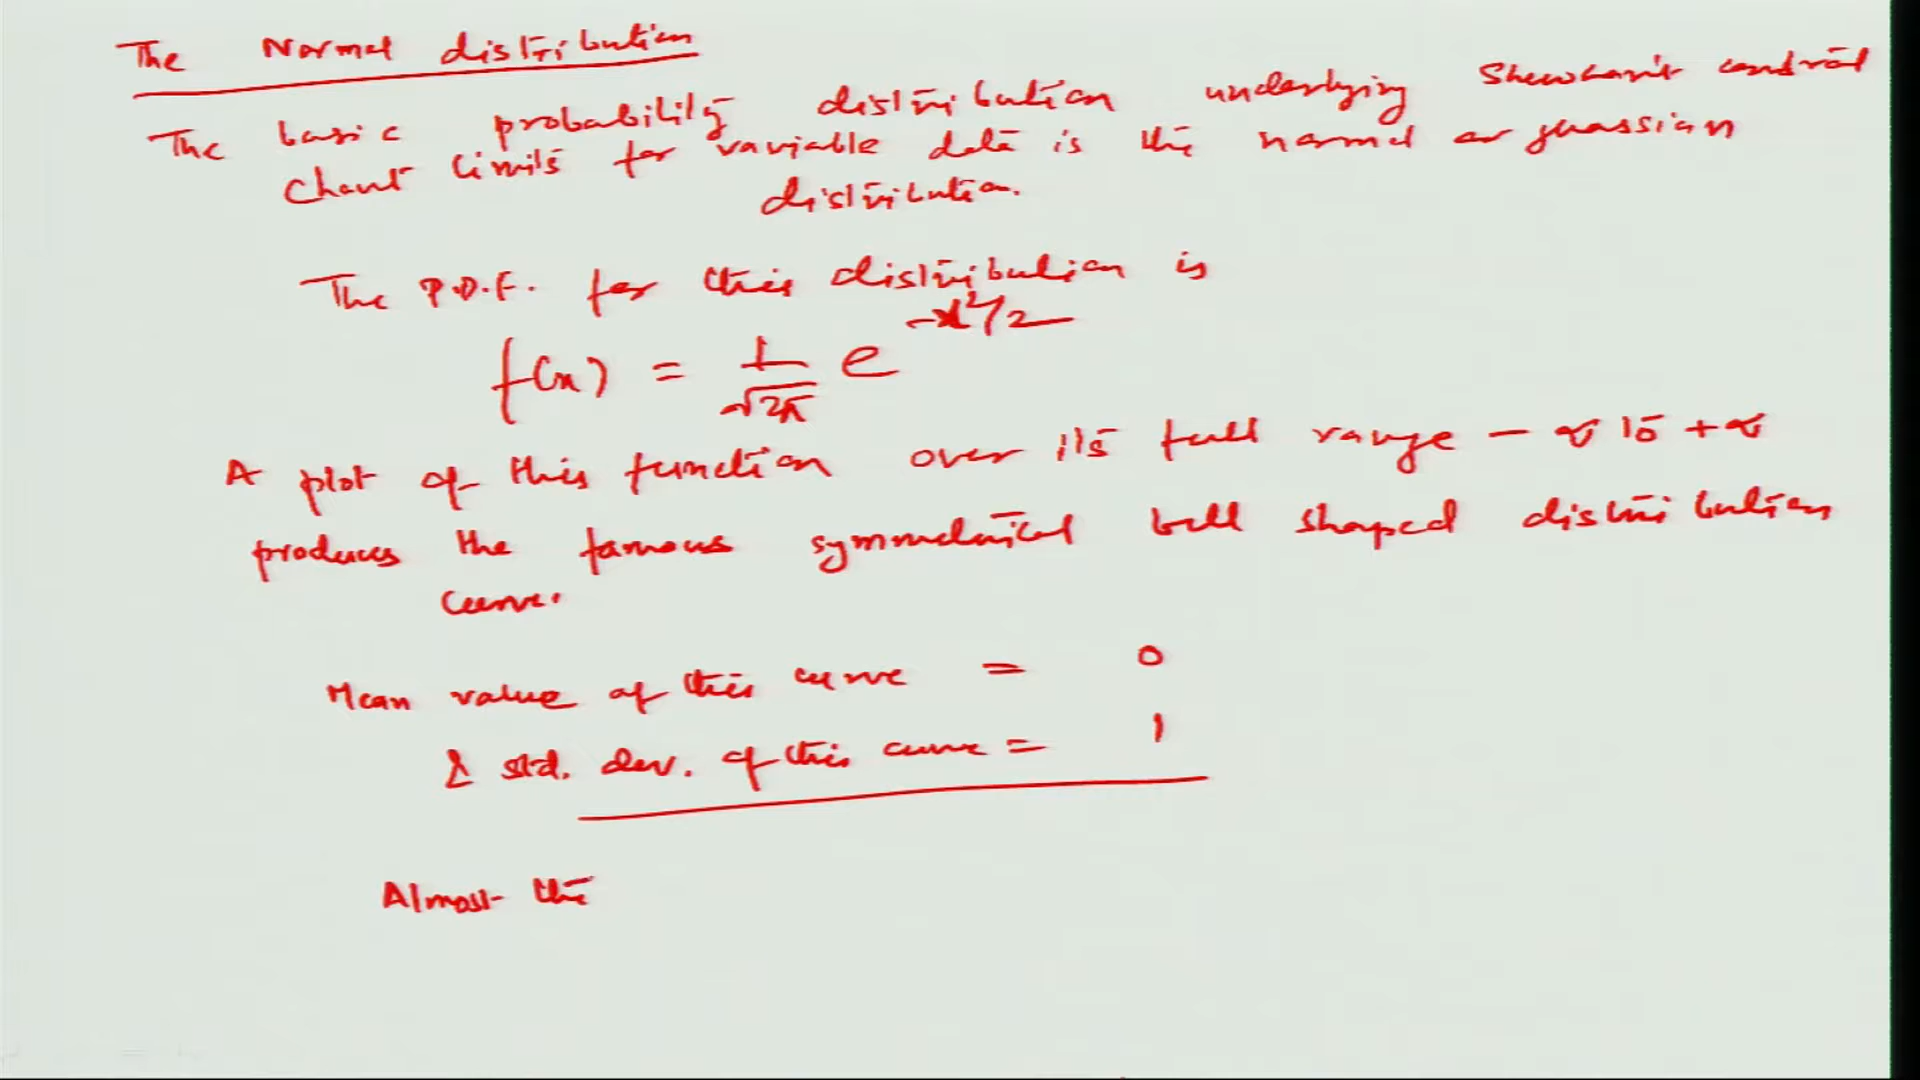 The Normal distribution
The basic probability distribution underlying Shewhart's control
chart limits for variable data is the normal or guassian
distribution.
The P.D.F. for this distribution is
f(x) = 1/√2π e^-x²/2
A plot of this function over its full range - ∝ to + ∝
produces the famous symmetrical bell shaped distribution
curve.
Mean value of this curve = 0
& std. dev. of this curve = 1
Almost the